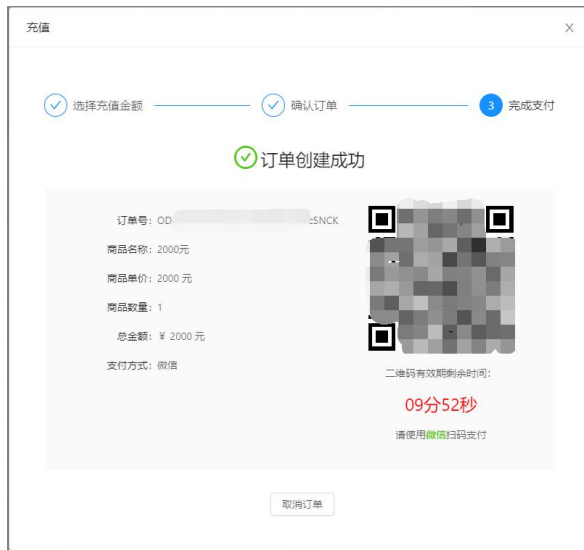 充值
选择充值金额
确认订单
3 完成支付
订单创建成功
订单号: OD
5NCK
商品名称: 2000元
商品单价: 2000 元
商品数量: 1
总金额: ¥ 2000 元
支付方式: 微信
二维码有效期剩余时间:
09分52秒
请使用微信扫码支付
取消订单